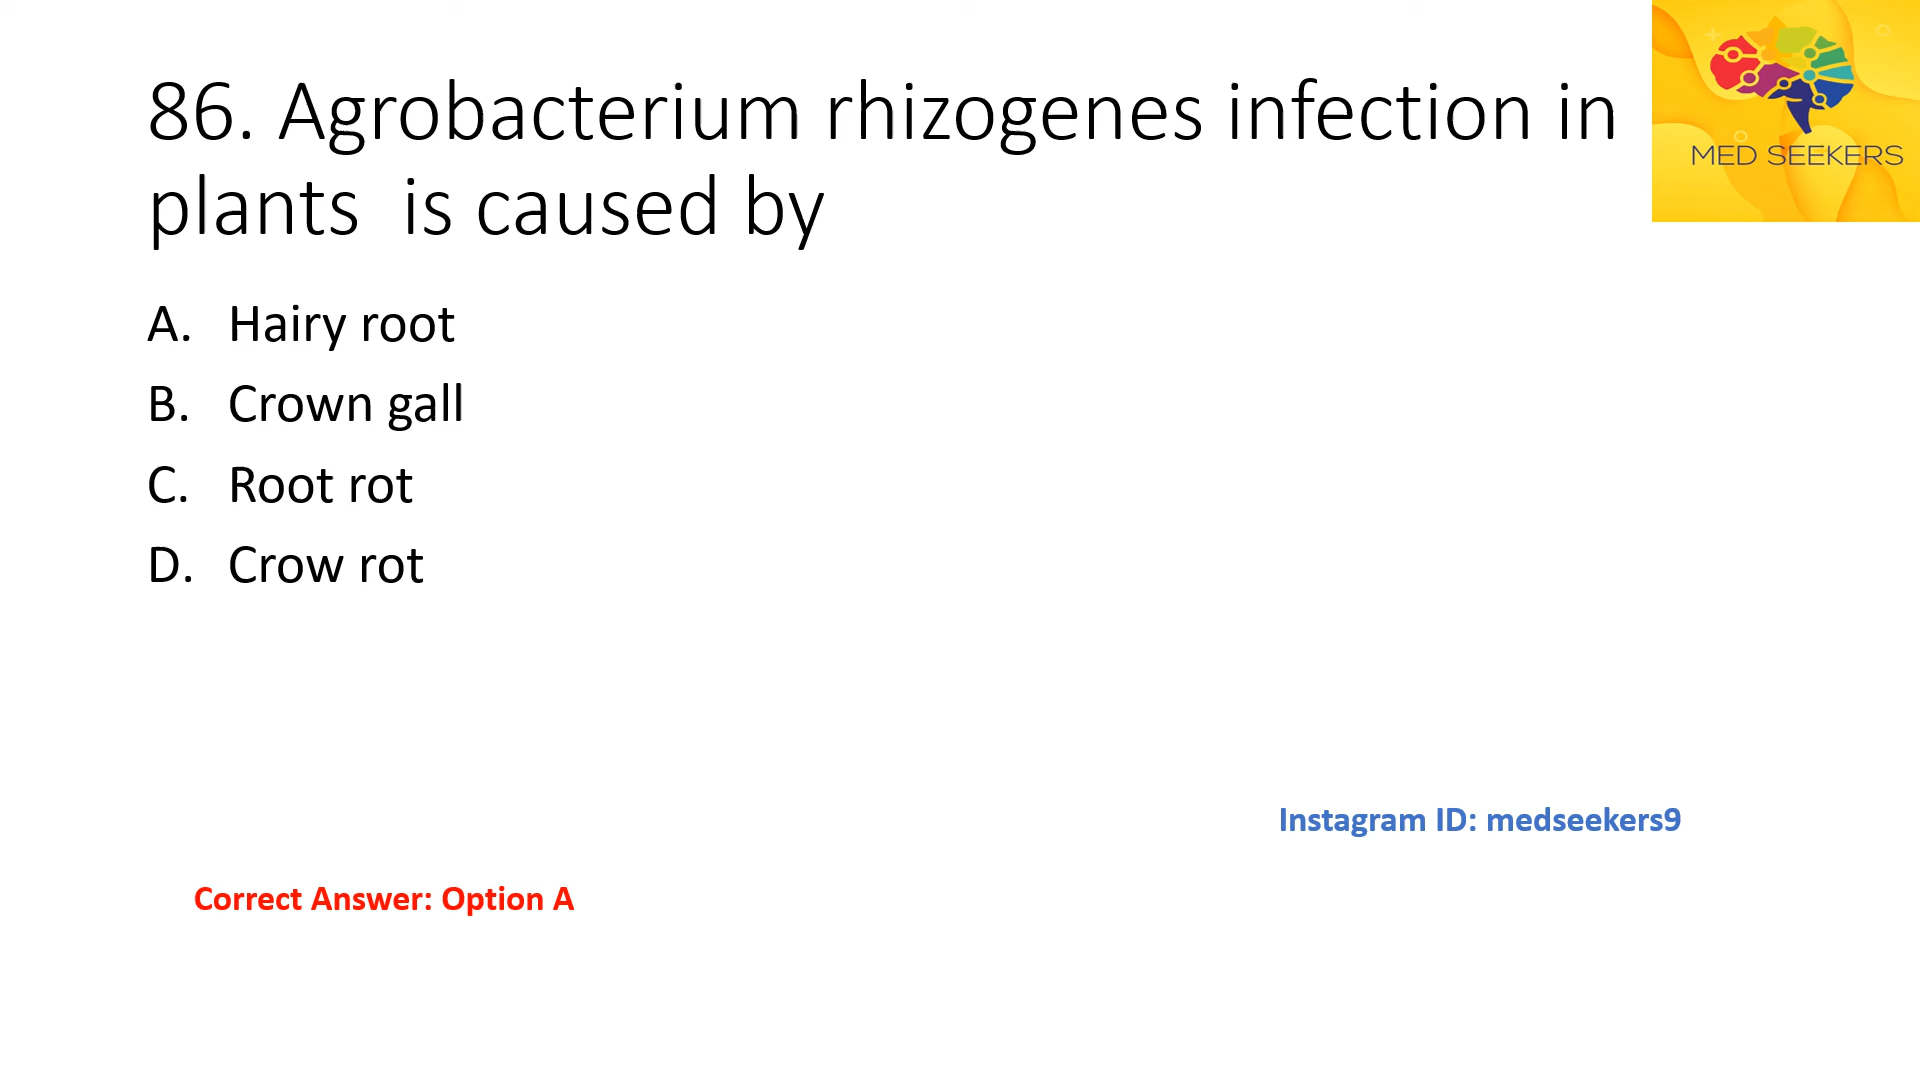 86. Agrobacterium rhizogenes infection in
plants is caused by
MED SEEKERS
A. Hairy root
B. Crown gall
C. Root rot
D. Crow rot
Instagram ID: medseekers9
Correct Answer: Option A